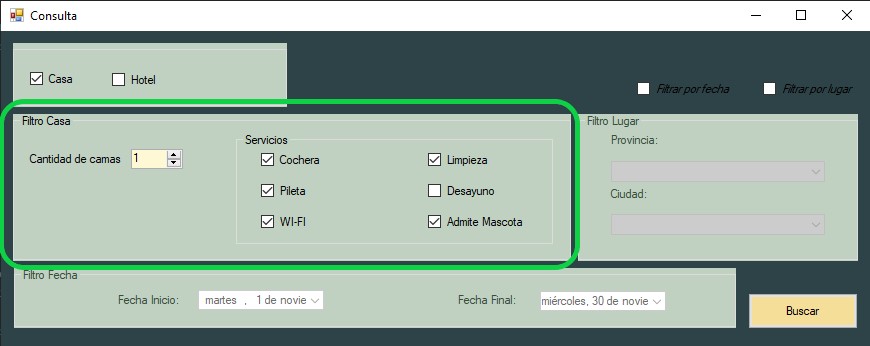 Consulta
Casa
Hotel
Filtrar por fecha
Filtrar por lugar
Filtro Casa
Cantidad de camas 1
Servicios
Cochera
Limpieza
Pileta
Desayuno
WI-FI
Admite Mascota
Filtro Lugar
Provincia:
Ciudad:
Filtro Fecha
Fecha Inicio: martes , 1 de novie
Fecha Final: miércoles, 30 de novie
Buscar